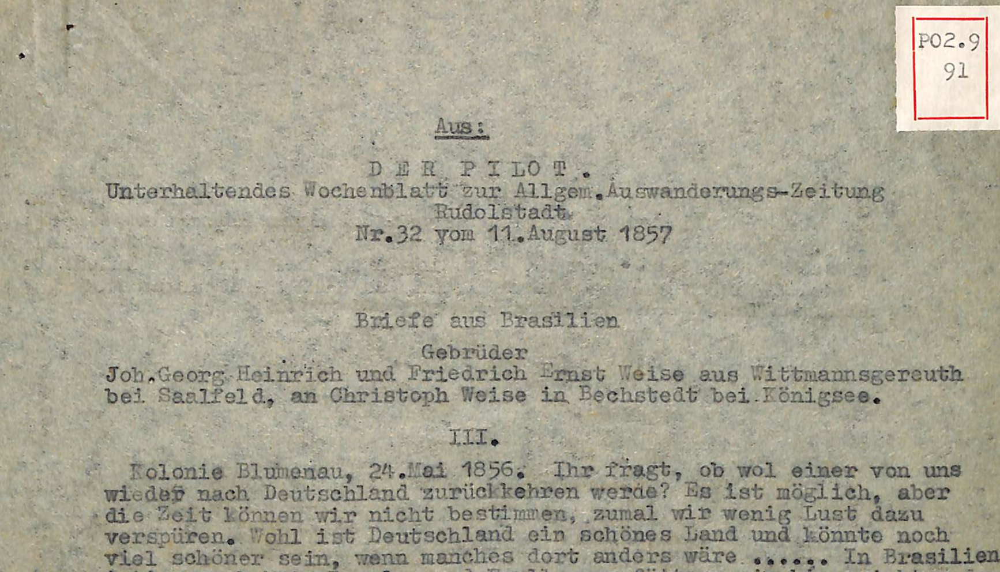 P02.9
91
Aus:
D E R P I L O T .
Unterhaltendes Wochenblatt zur Allgem.Auswanderungs-Zeitung
Rudolstadt
Nr.32 vom 11.August 1857
Briefe aus Brasilien
Gebrüder
Joh.Georg Heinrich und Friedrich Ernst Weise aus Wittmannsgereuth
bei Saalfeld, an Christoph Weise in Bechstedt bei Königsee.
III.
Kolonie Blumenau, 24.Mai 1856. Ihr fragt, ob wol einer von uns
wieder nach Deutschland zurückkehren werde? Es ist möglich, aber
die Zeit können wir nicht bestimmen, zumal wir wenig Lust dazu
verspüren. Wohl ist Deutschland ein schönes Land und könnte noch
viel schöner sein, wenn manches dort anders wäre ...... In Brasilien